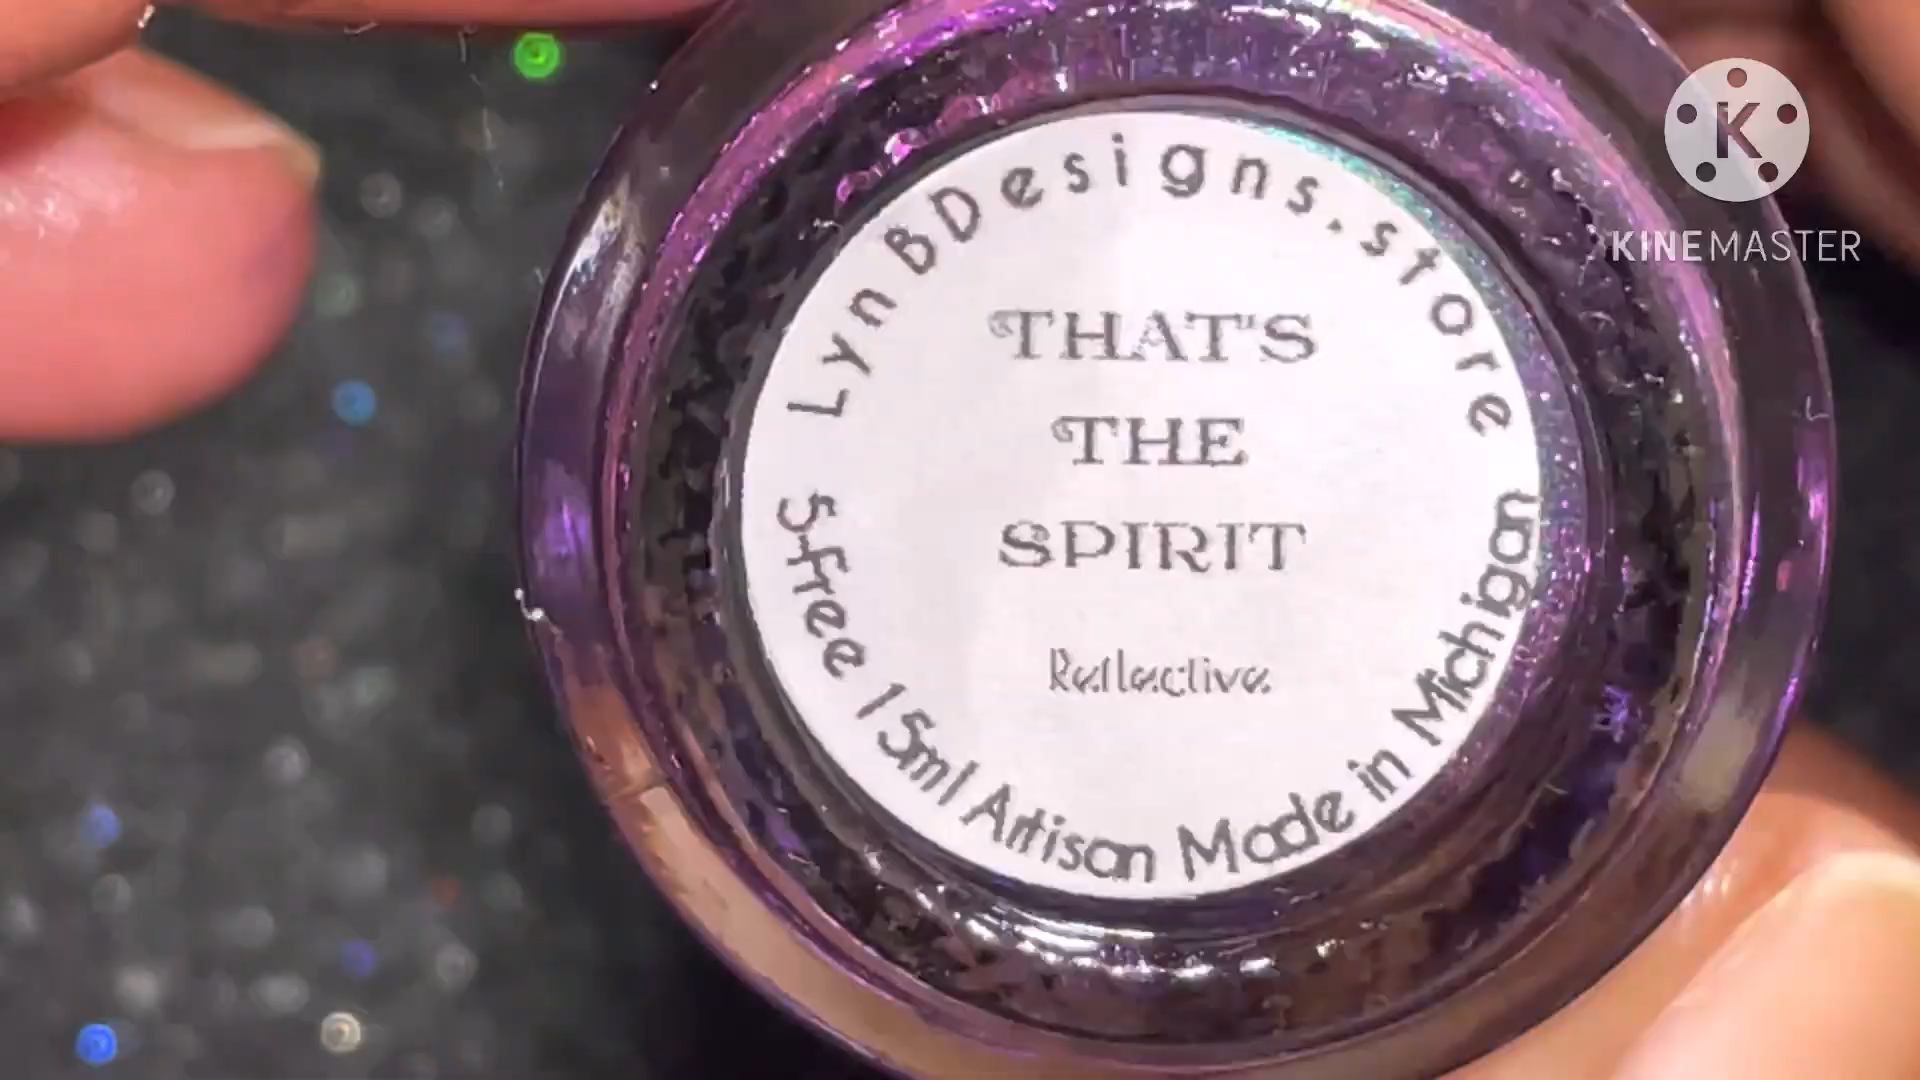 LynBDesigns.store
THAT'S
THE
SPIRIT
Reflective
5-free 15ml Artisan Made in Michigan
K
KINEMASTER